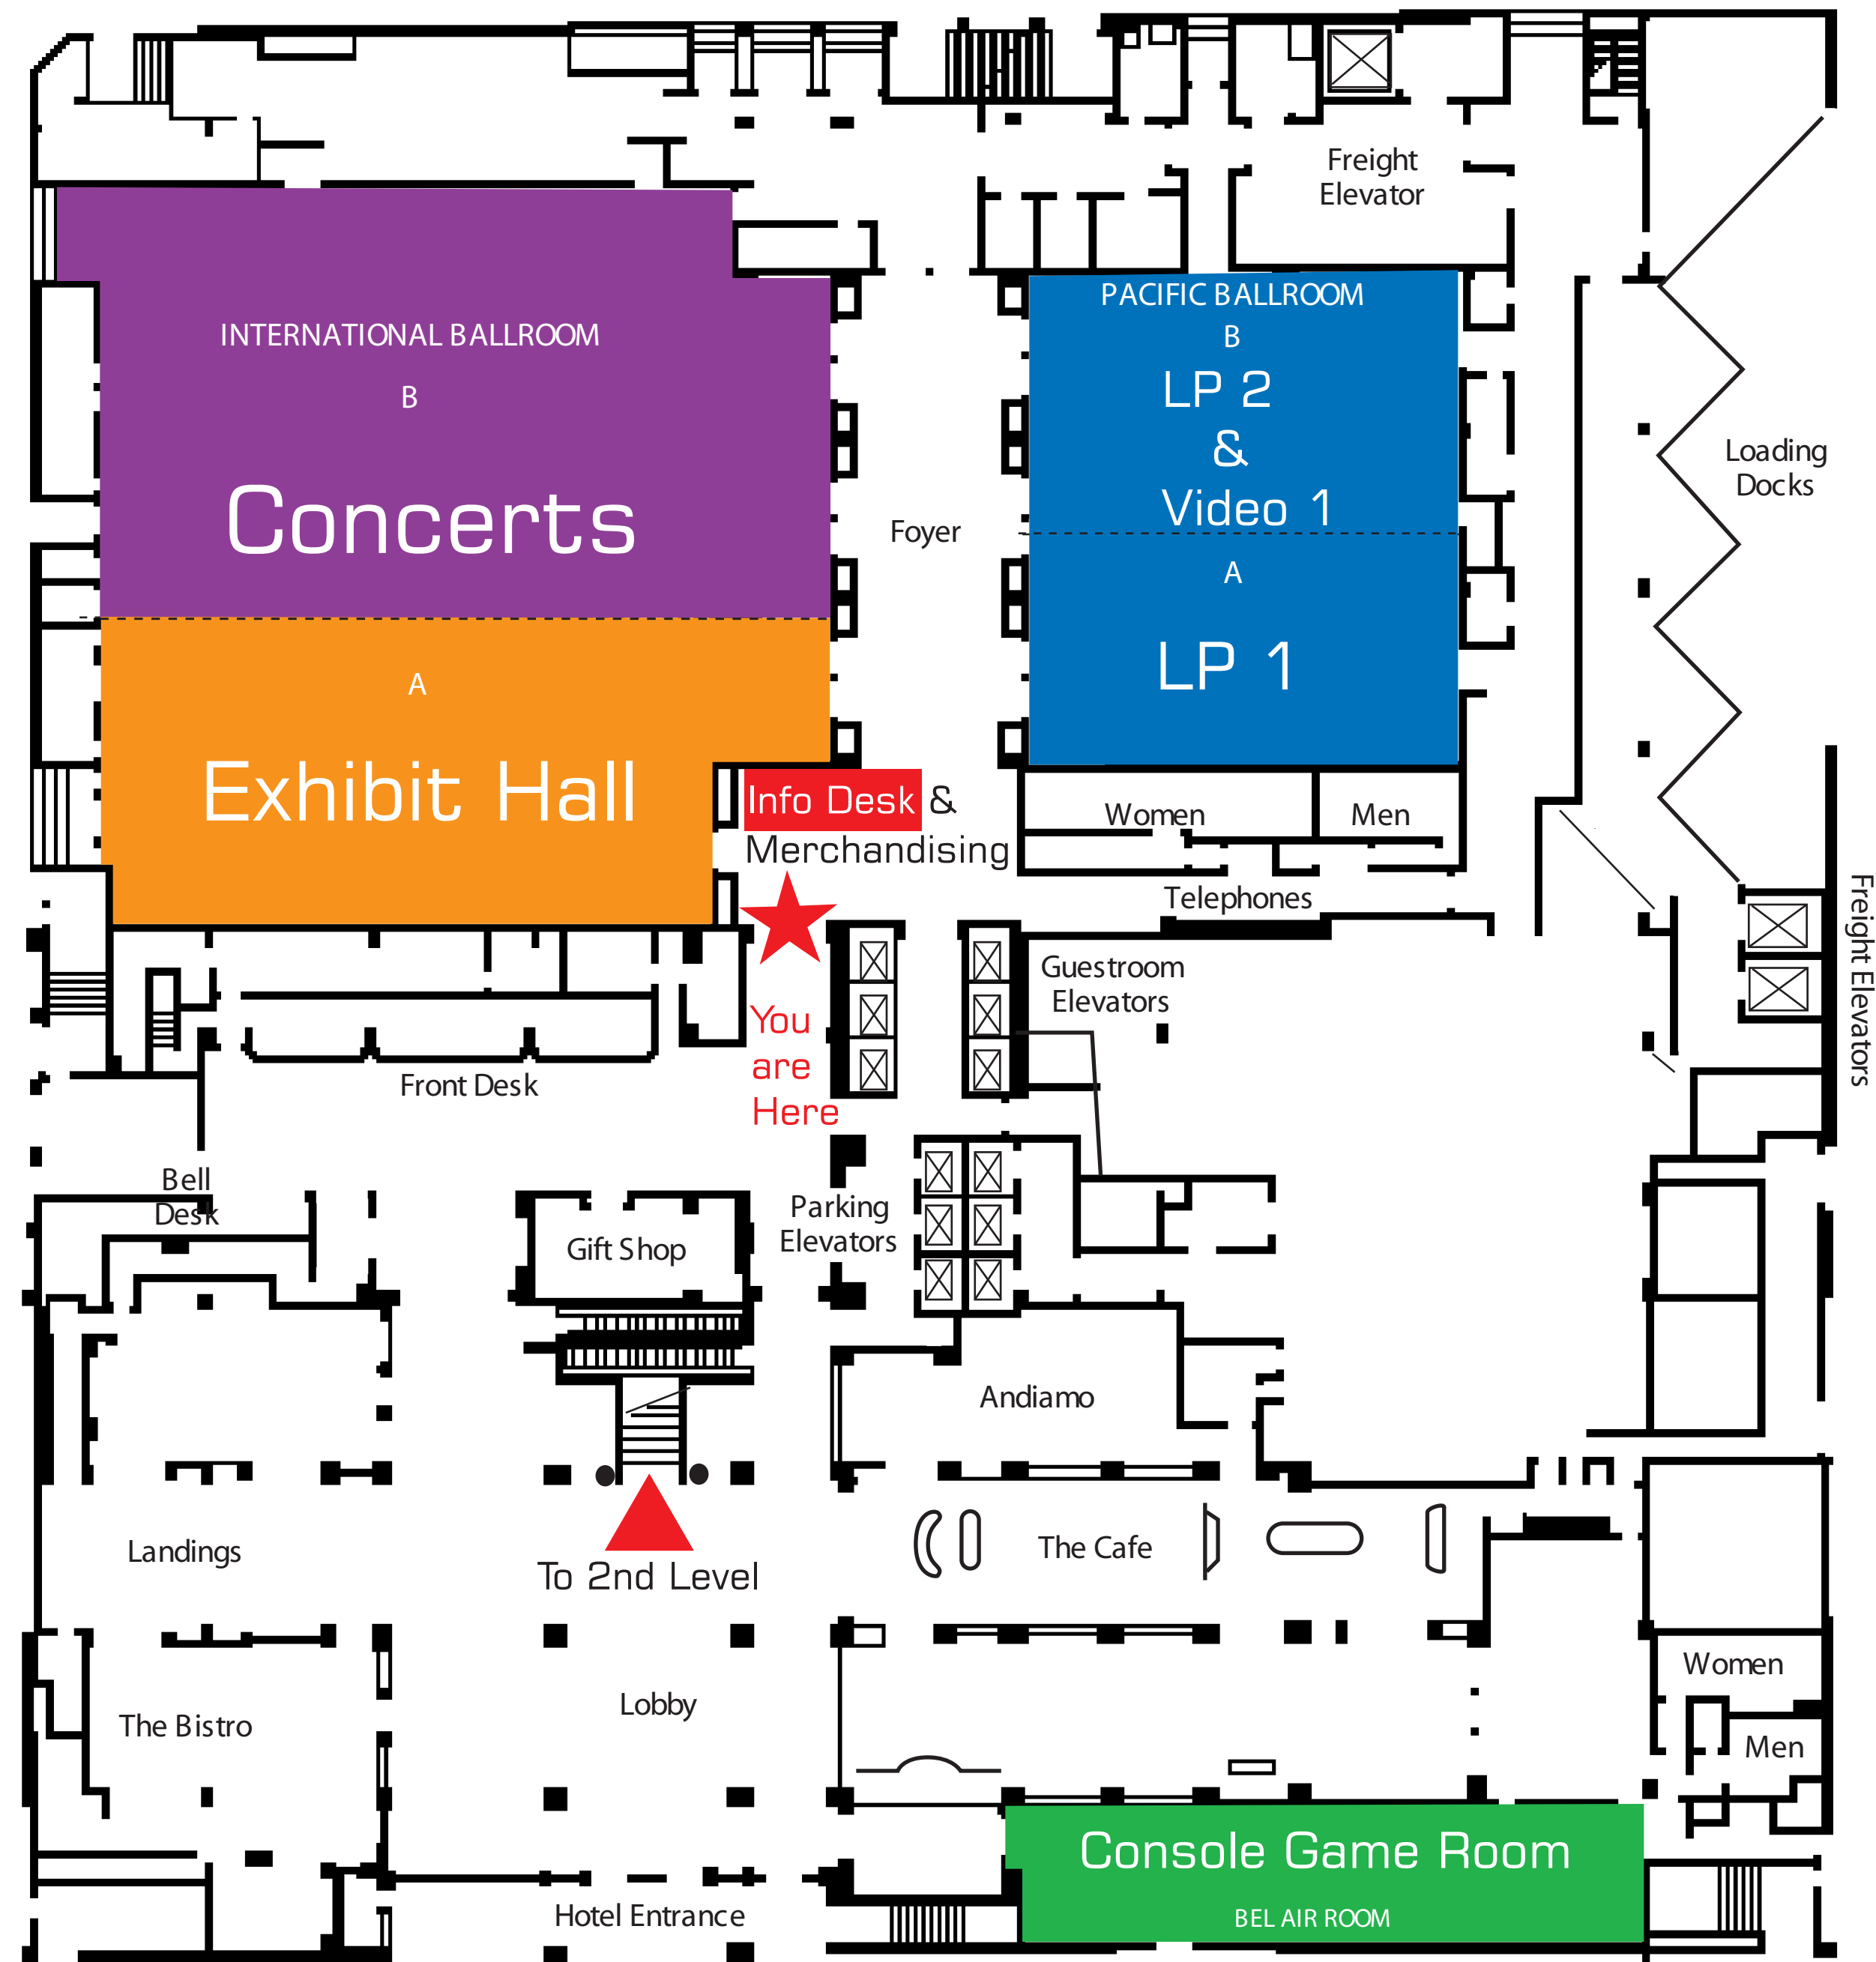 Freight
Elevator
INTERNATIONAL BALLROOM
B
Concerts
PACIFIC BALLROOM
B
LP 2
&
Video 1
Foyer
Loading
Docks
A
LP 1
A
Exhibit Hall
Info Desk &
Merchandising
Women
Men
Telephones
Freight Elevators
Guestroom
Elevators
You
are
Here
Front Desk
Bell
Desk
Parking
Elevators
Gift Shop
Andiamo
Landings
To 2nd Level
The Cafe
Women
Men
The Bistro
Lobby
Console Game Room
BEL AIR ROOM
Hotel Entrance